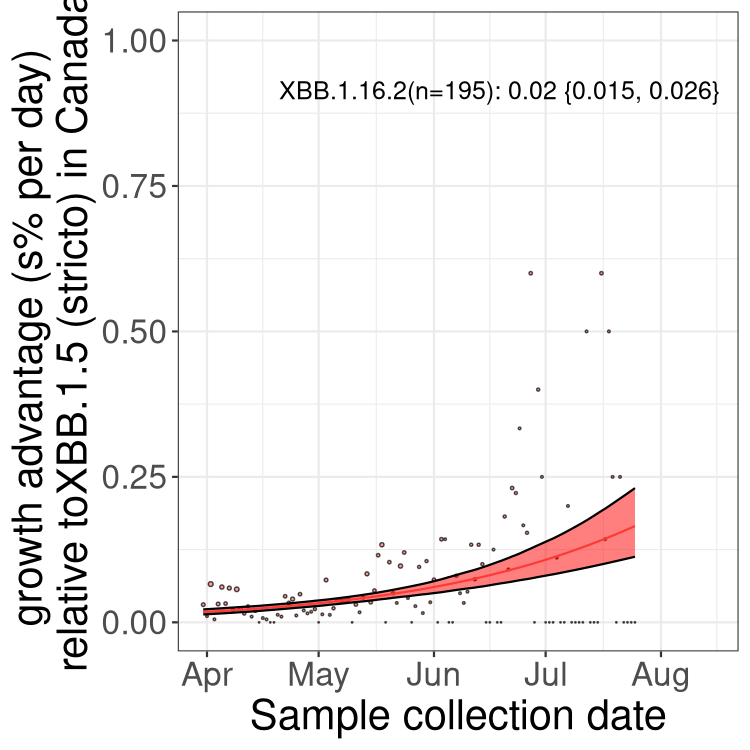 growth advantage (s% per day)
relative toXBB.1.5 (stricto) in Canada
1.00
0.75
0.50
0.25
0.00
XBB.1.16.2(n=195): 0.02 {0.015, 0.026}
Apr May Jun Jul Aug
Sample collection date